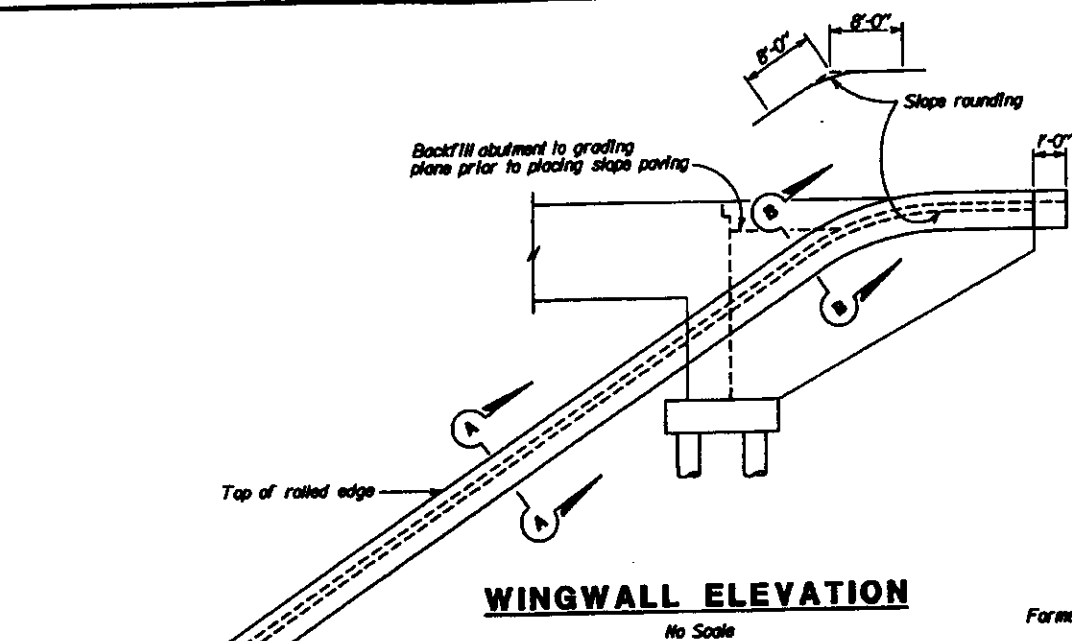 8'-0"
8'-0"
Slope rounding
1'-0"
Backfill abutment to grading
plane prior to placing slope paving
B
B
A
Top of rolled edge
A
WINGWALL ELEVATION
No Scale